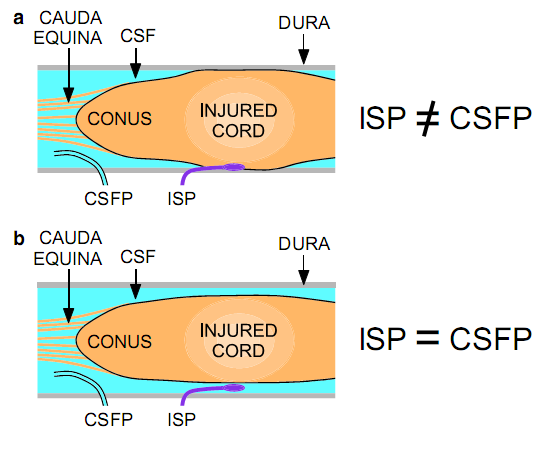 a
CAUDA
EQUINA
CSF
DURA
CONUS
INJURED
CORD
CSFP
ISP
ISP ≠ CSFP
b
CAUDA
EQUINA
CSF
DURA
CONUS
INJURED
CORD
CSFP
ISP
ISP = CSFP